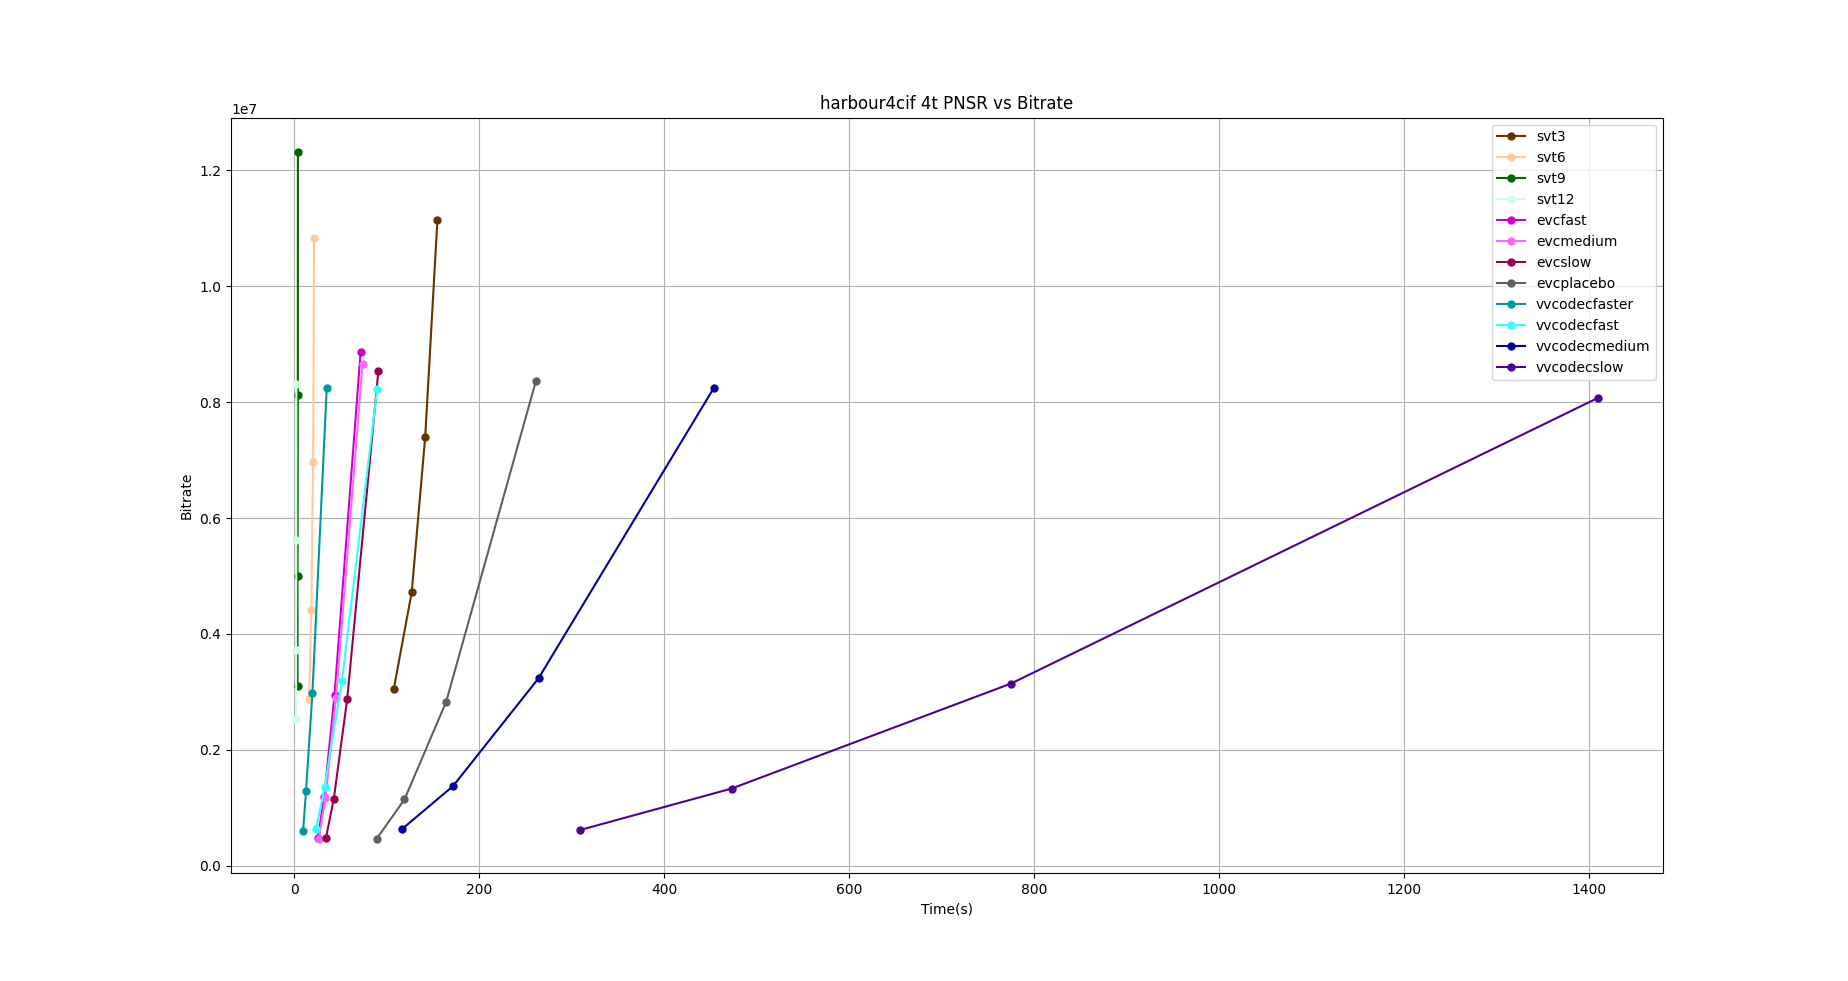 harbour4cif 4t PNSR vs Bitrate
1e7
1.2
1.0
0.8
0.6
0.4
0.2
0.0
Bitrate
0 200 400 600 800 1000 1200 1400
Time(s)
svt3
svt6
svt9
svt12
evcfast
evcmedium
evcslow
evcplacebo
vvcodecfaster
vvcodecfast
vvcodecmedium
vvcodecslow